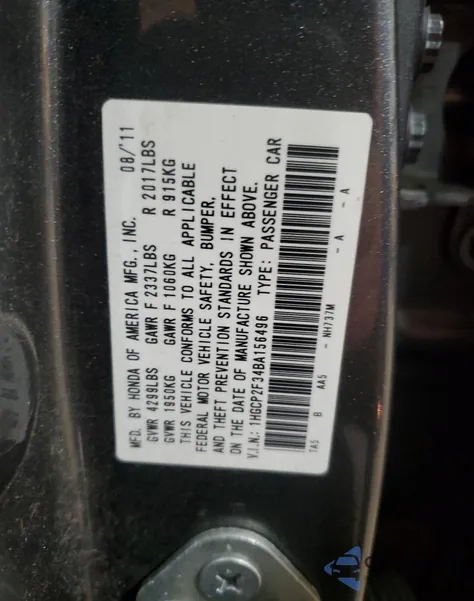 MFD. BY HONDA OF AMERICA MFG., INC. 08/'11
GVWR 4299LBS GAWR F 2337LBS R 2017LBS
GVWR 1950KG GAWR F 1060KG R 915KG
THIS VEHICLE CONFORMS TO ALL APPLICABLE
FEDERAL MOTOR VEHICLE SAFETY, BUMPER,
AND THEFT PREVENTION STANDARDS IN EFFECT
ON THE DATE OF MANUFACTURE SHOWN ABOVE.
V.I.N.: 1HGCP2F34BA156496 TYPE: PASSENGER CAR
TA5 B AA5 - NH737M - A - A